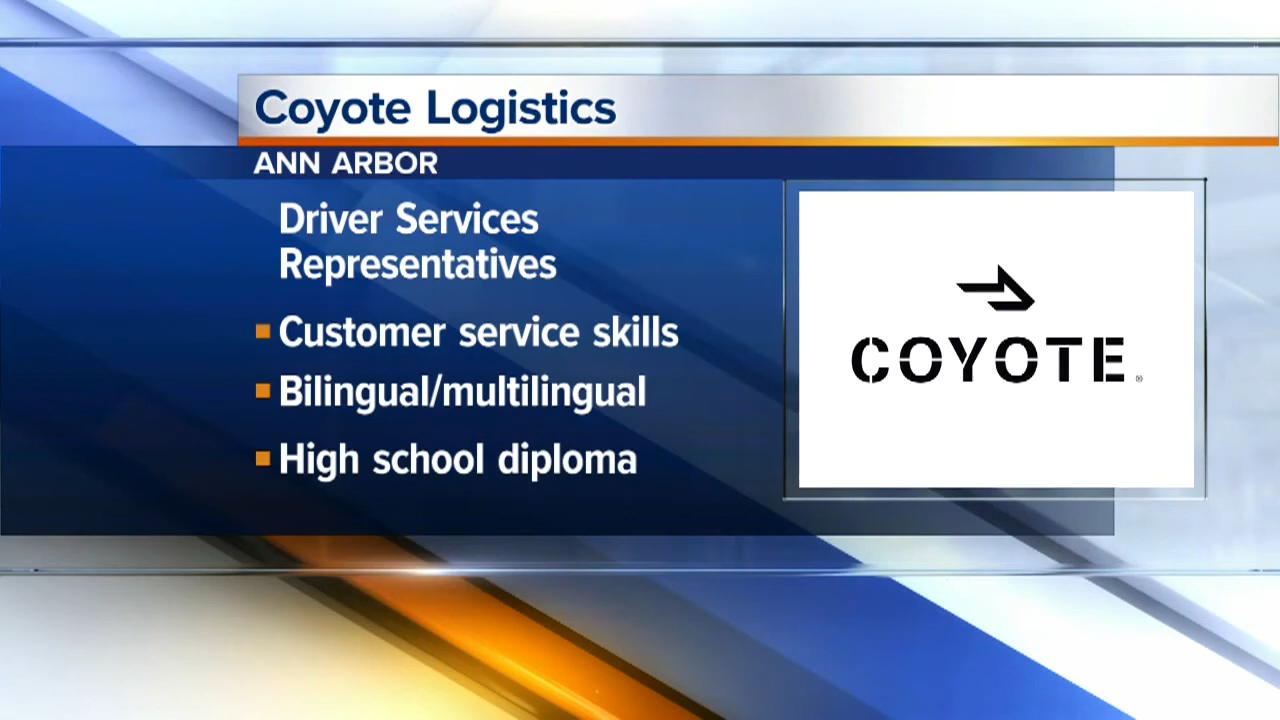 Coyote Logistics
ANN ARBOR
Driver Services
Representatives
Customer service skills
Bilingual/multilingual
High school diploma
COYOTE®